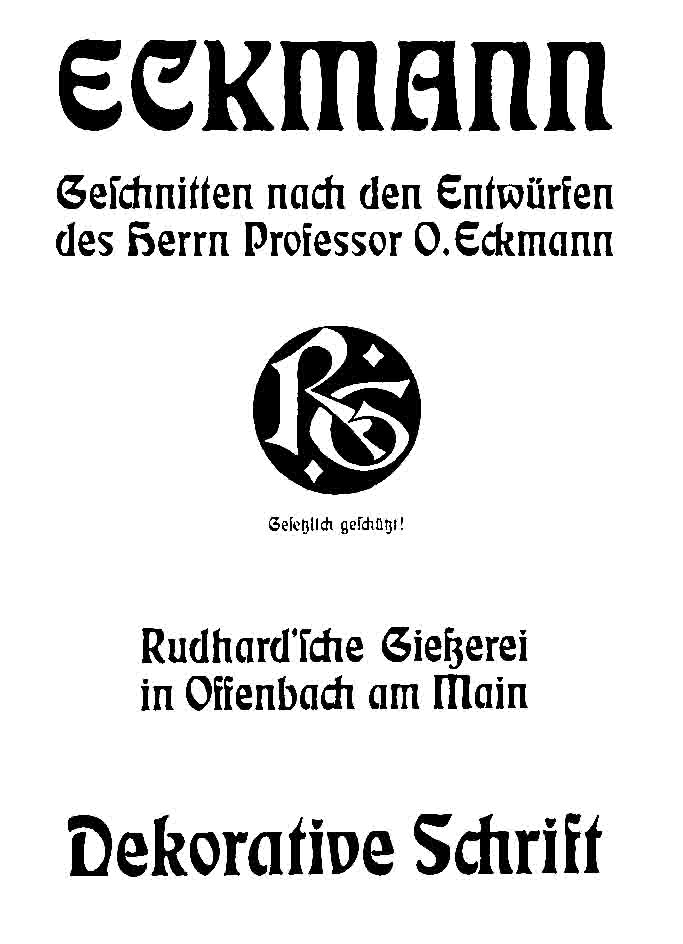 ECKMANN
Geſchnitten nach den Entwürfen
des Herrn Profeſſor O. Eckmann
RG
Geſetzlich geſchützt!
Rudhard'ſche Gießerei
in Offenbach am Main
Dekorative Schrift